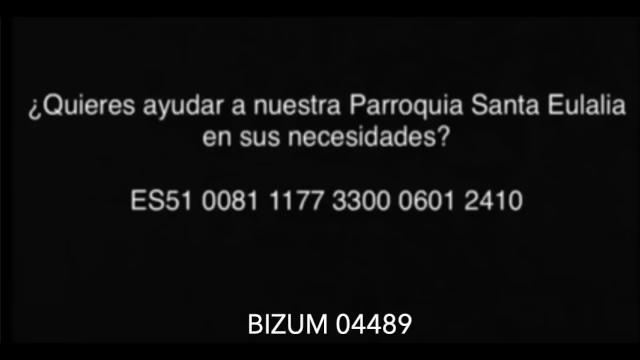 ¿Quieres ayudar a nuestra Parroquia Santa Eulalia
en sus necesidades?
ES51 0081 1177 3300 0601 2410
BIZUM 04489